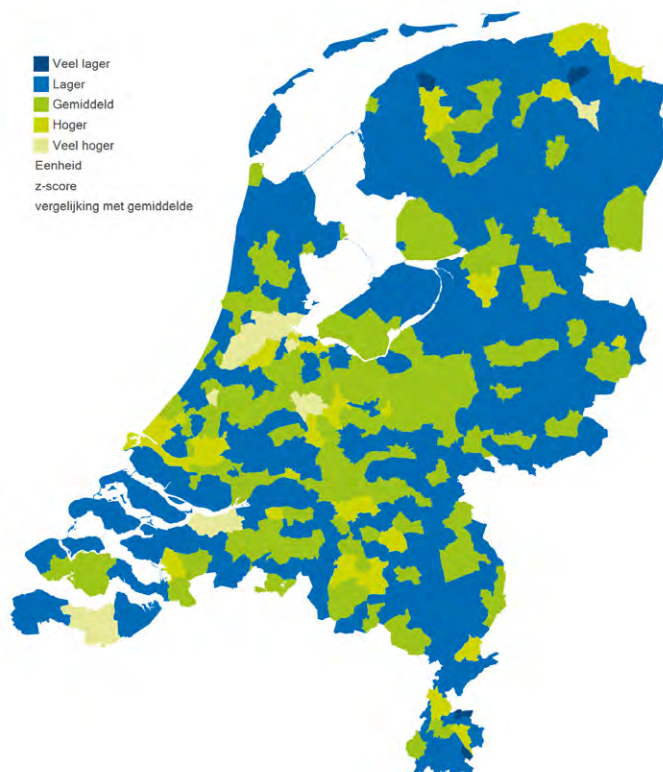 Veel lager
Lager
Gemiddeld
Hoger
Veel hoger
Eenheid
z-score
vergelijking met gemiddelde